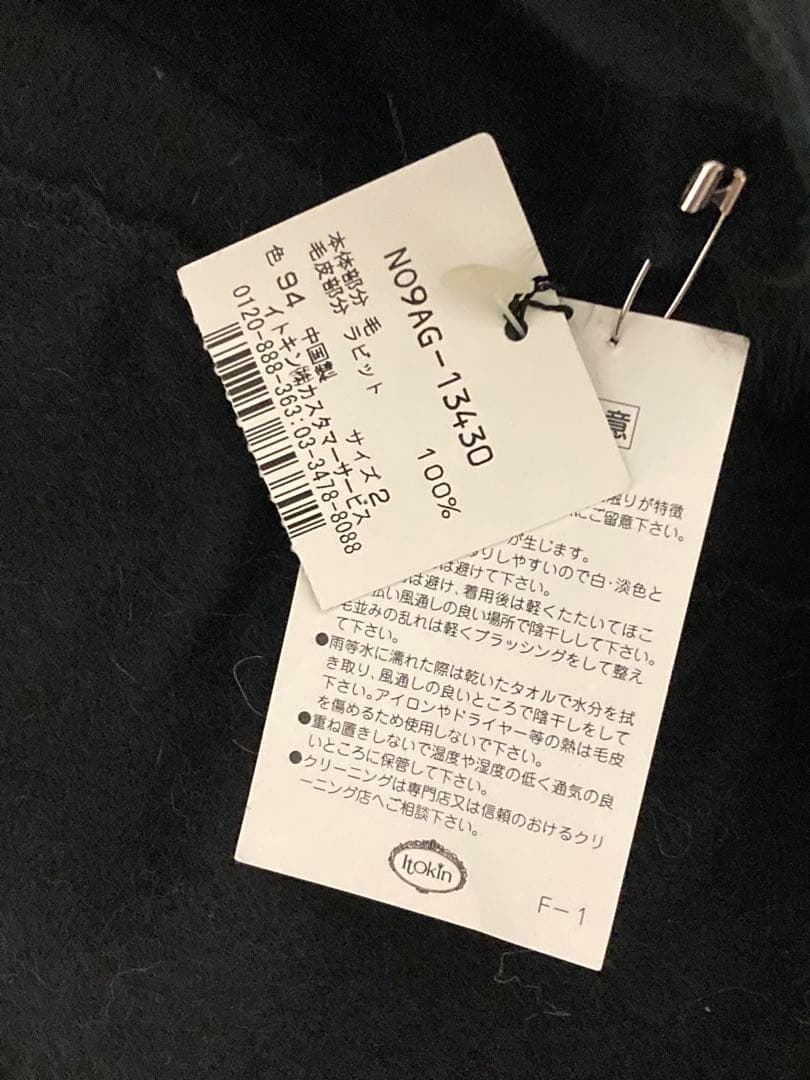 N09AG-13430
本体部分 毛 100%
毛皮部分 ラビット
色 94 中国製 サイズ 2
イトキン㈱カスタマーサービス
0120-888-363:03-3478-8088
意
触りが特徴
にご留意下さい。
が生じます。
りしやすいので白・淡色と
は避けて下さい。
は避け、着用後は軽くたたいてほこ
払い風通しの良い場所で陰干しして下さい。
毛並みの乱れは軽くブラッシングをして整え
て下さい。
●雨等水に濡れた際は乾いたタオルで水分を拭
き取り、風通しの良いところで陰干しをして
下さい。アイロンやドライヤー等の熱は毛皮
を傷めるため使用しないで下さい。
●重ね置きしないで温度や湿度の低く通気の良
いところに保管して下さい。
●クリーニングは専門店又は信頼のおけるクリ
ーニング店へご相談下さい。
Itokin
F-1